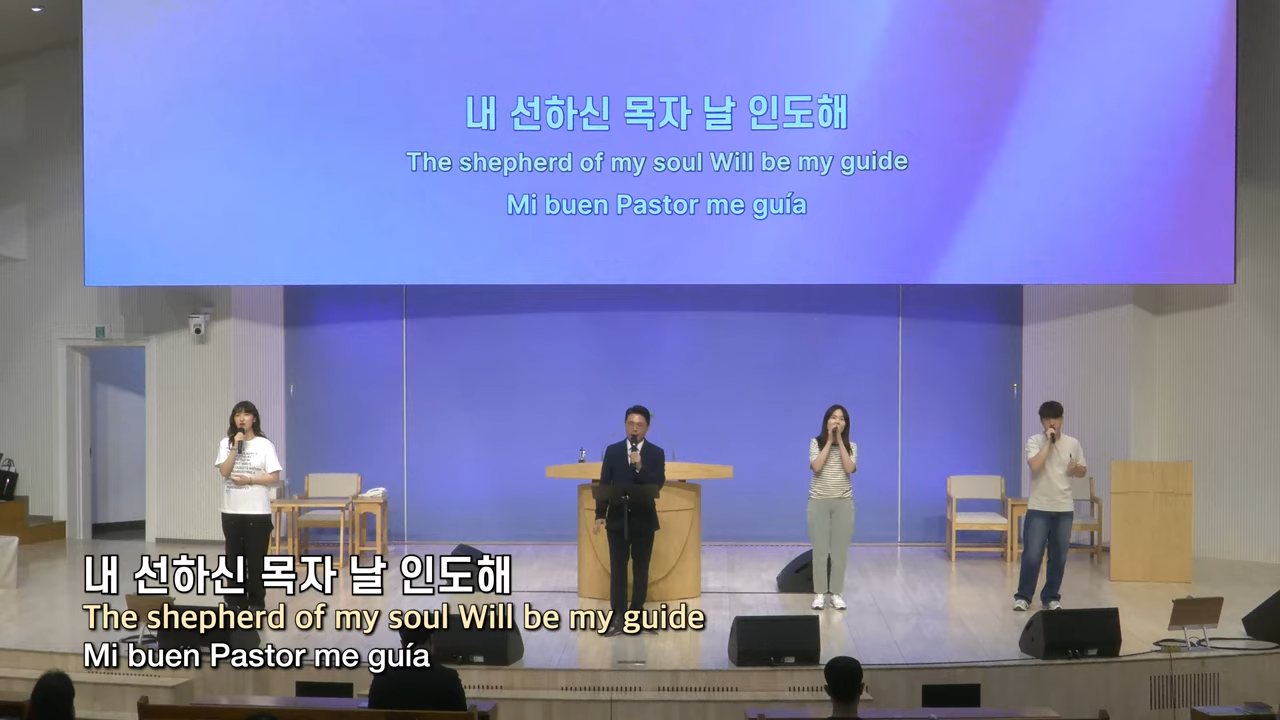 내 선하신 목자 날 인도해
The shepherd of my soul Will be my guide
Mi buen Pastor me guía
내 선하신 목자 날 인도해
The shepherd of my soul Will be my guide
Mi buen Pastor me guía